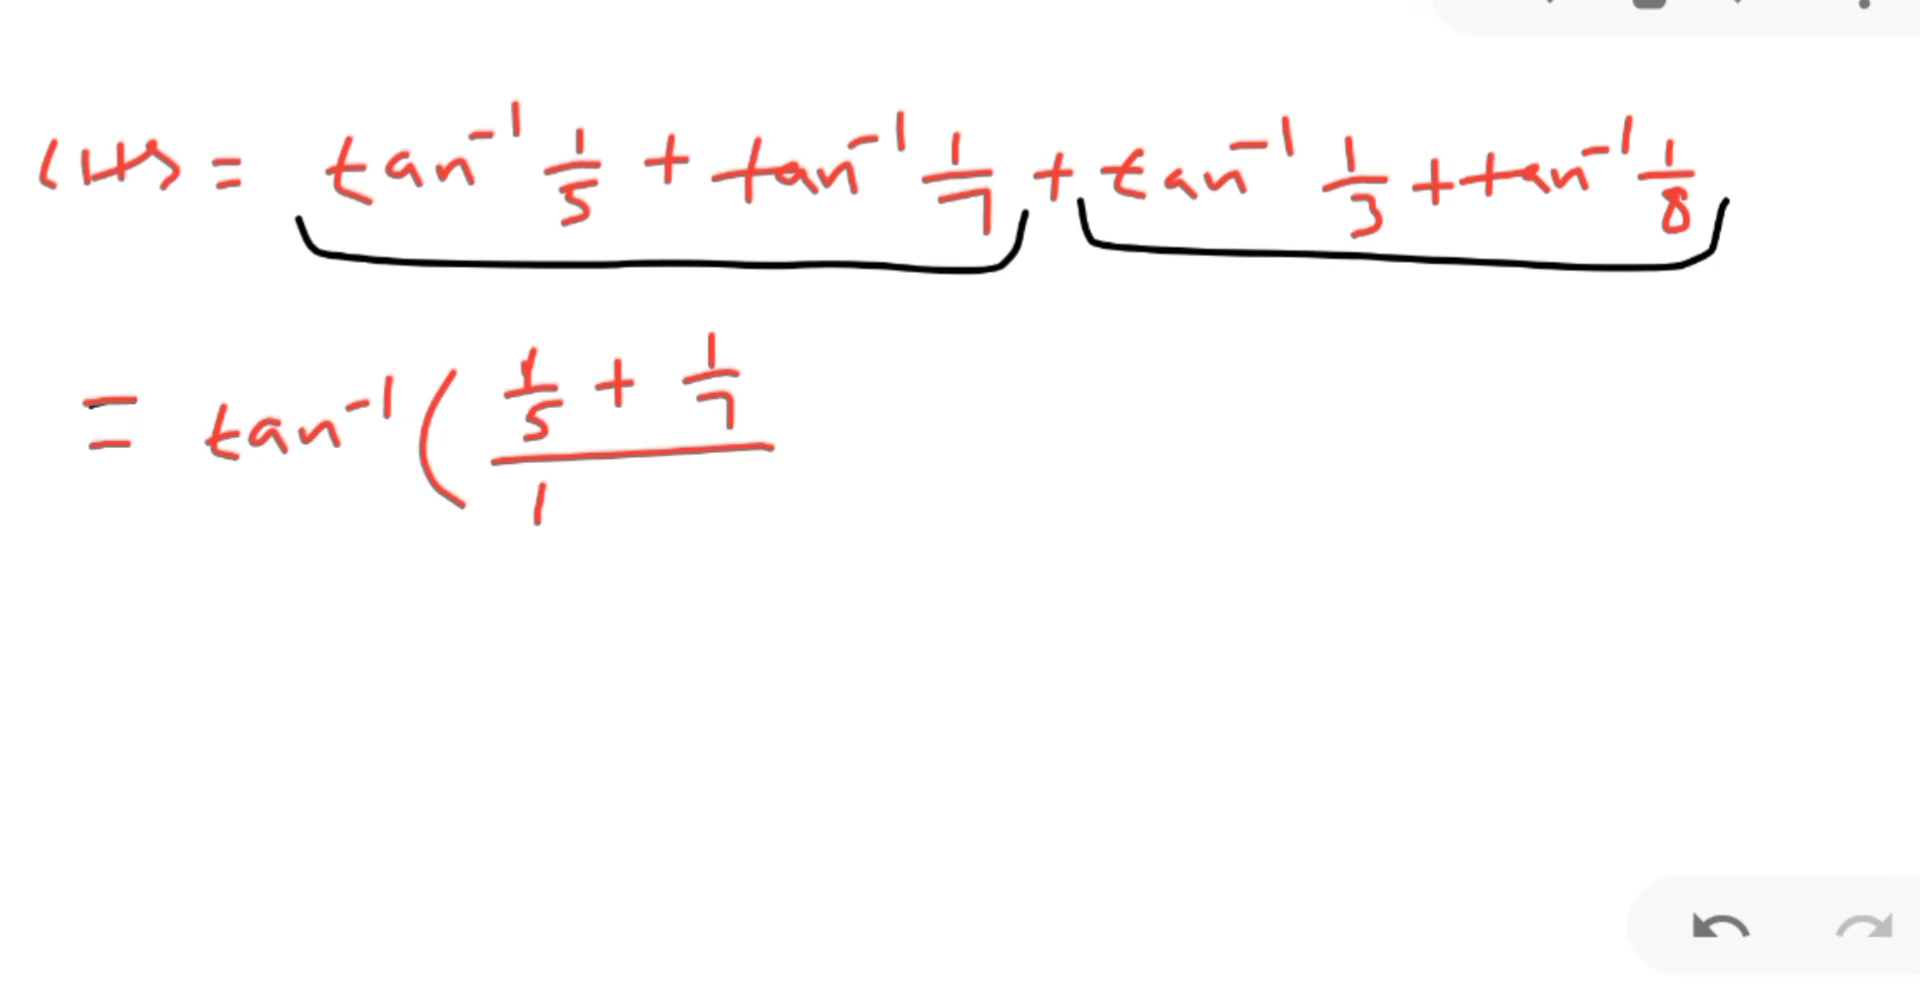 LHS = tan⁻¹ 1/5 + tan⁻¹ 1/7 + tan⁻¹ 1/3 + tan⁻¹ 1/8
= tan⁻¹ ( (1/5 + 1/7) / 1